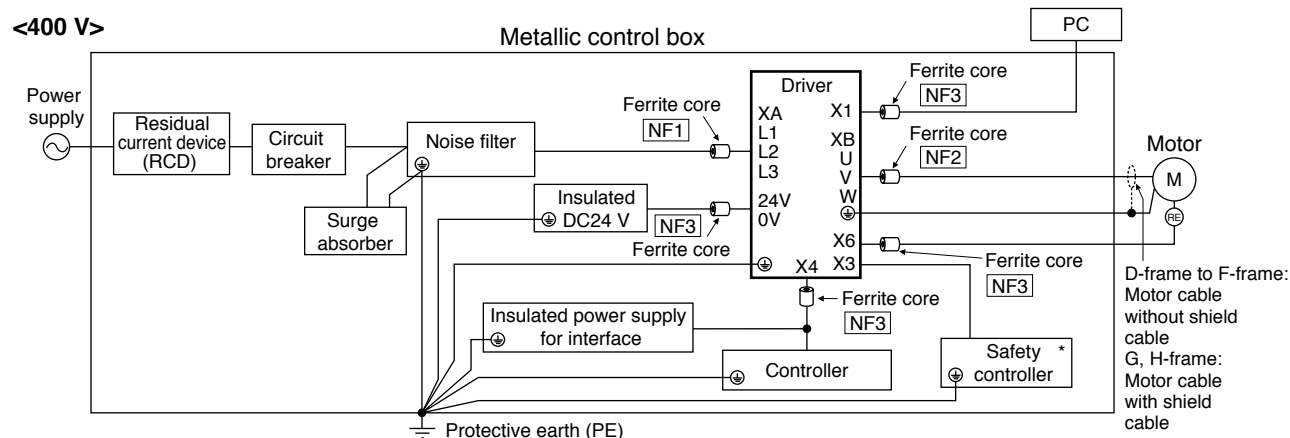 <400 V>
PC
Metallic control box
Power
supply
Residual
current device
(RCD)
Circuit
breaker
Noise filter
Surge
absorber
Ferrite core
NF1
Insulated
DC24 V
NF3
Ferrite core
Driver
XA
L1
L2
L3
24V
0V
X1
XB
U
V
W
X6
X3
X4
Ferrite core
NF3
Ferrite core
NF2
Motor
M
RE
Ferrite core
NF3
Ferrite core
NF3
Insulated power supply
for interface
Controller
Safety *
controller
D-frame to F-frame:
Motor cable
without shield
cable
G, H-frame:
Motor cable
with shield
cable
Protective earth (PE)